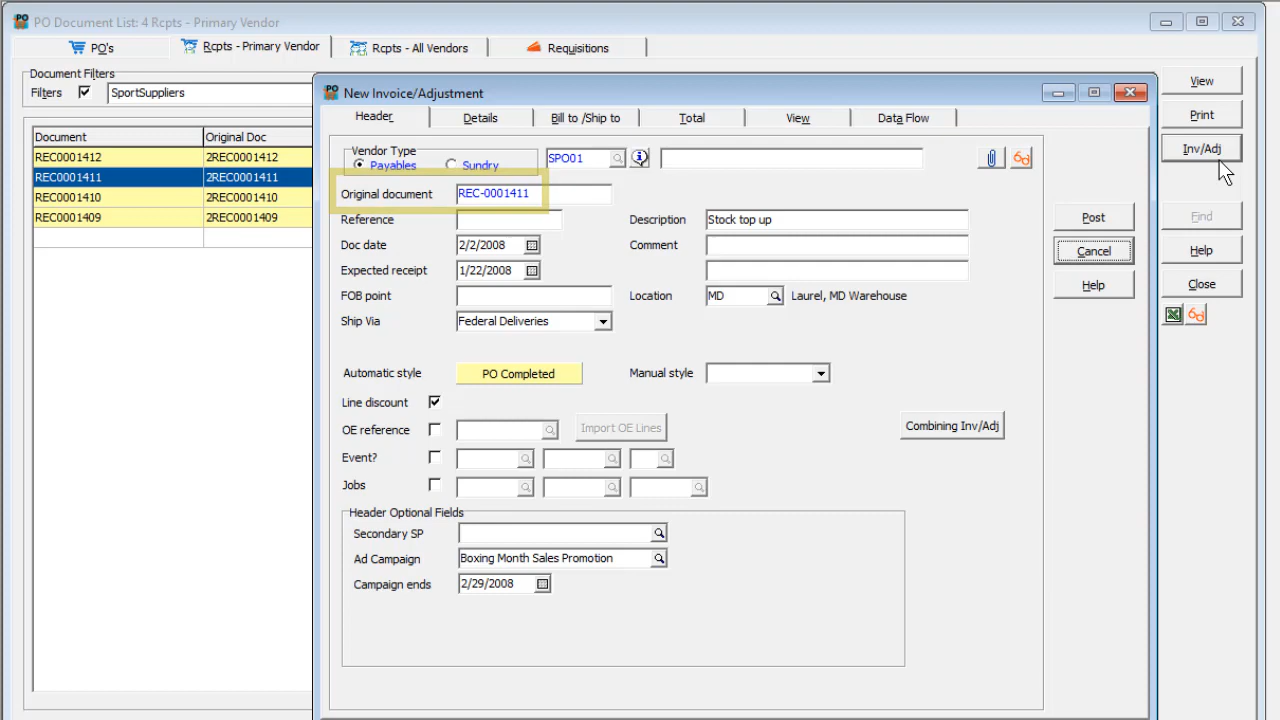 PO Document List: 4 Rcpts - Primary Vendor
PO's
Rcpts - Primary Vendor
Rcpts - All Vendors
Requisitions
Document Filters
Filters
SportSuppliers
Document
Original Doc
REC0001412
2REC0001412
REC0001411
2REC0001411
REC0001410
2REC0001410
REC0001409
2REC0001409
New Invoice/Adjustment
Header
Details
Bill to /Ship to
Total
View
Data Flow
Vendor Type
Payables
Sundry
SPO01
Original document
REC-0001411
Reference
Description
Stock top up
Doc date
2/2/2008
Comment
Expected receipt
1/22/2008
FOB point
Location
MD
Laurel, MD Warehouse
Ship Via
Federal Deliveries
Automatic style
PO Completed
Manual style
Line discount
OE reference
Import OE Lines
Combining Inv/Adj
Event?
Jobs
Header Optional Fields
Secondary SP
Ad Campaign
Boxing Month Sales Promotion
Campaign ends
2/29/2008
Post
Cancel
Help
View
Print
Inv/Adj
Find
Help
Close